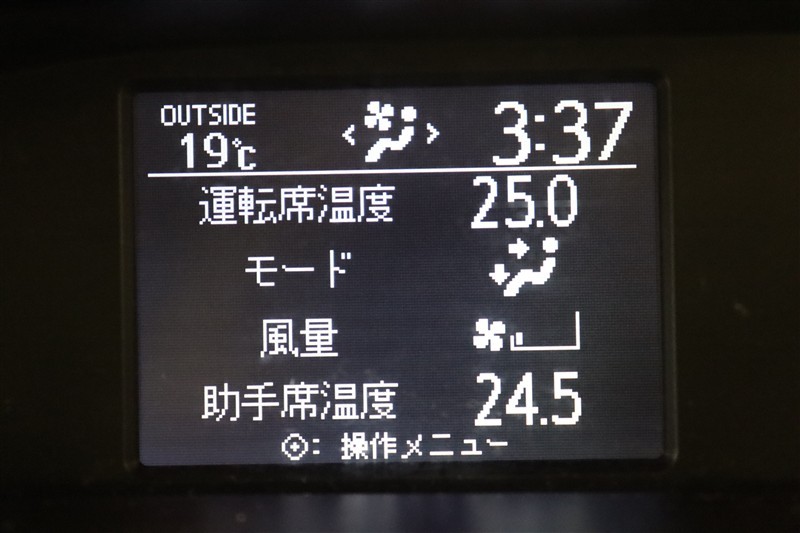 OUTSIDE
19℃
3:37
運転席温度 25.0
モード
風量
助手席温度 24.5
: 操作メニュー